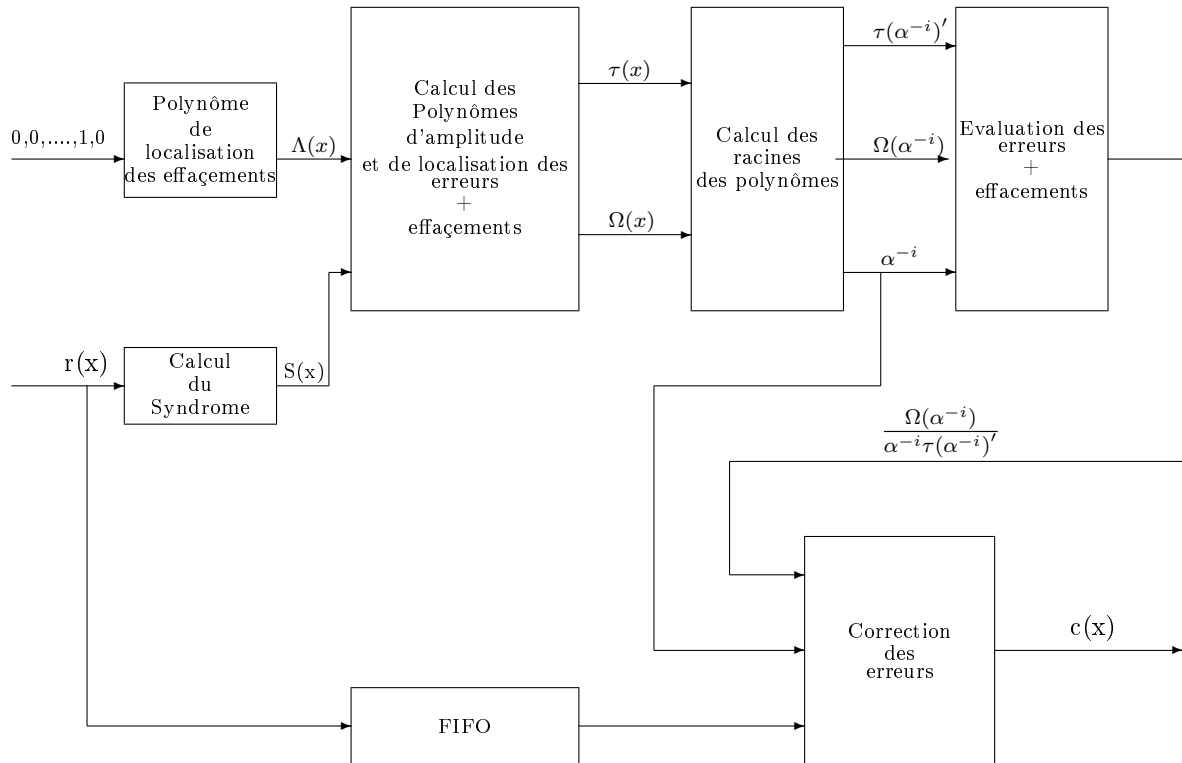 0,0,....,1,0
Polynôme
de
localisation
des effaçements
Λ(x)
Calcul des
Polynômes
d'amplitude
et de localisation des
erreurs
+
effaçements
τ(x)
Ω(x)
Calcul des
racines
des polynômes
τ(α⁻ⁱ)′
Ω(α⁻ⁱ)
α⁻ⁱ
Evaluation des
erreurs
+
effacements
r(x)
Calcul
du
Syndrome
S(x)
Ω(α⁻ⁱ)
α⁻ⁱτ(α⁻ⁱ)′
Correction
des
erreurs
c(x)
FIFO